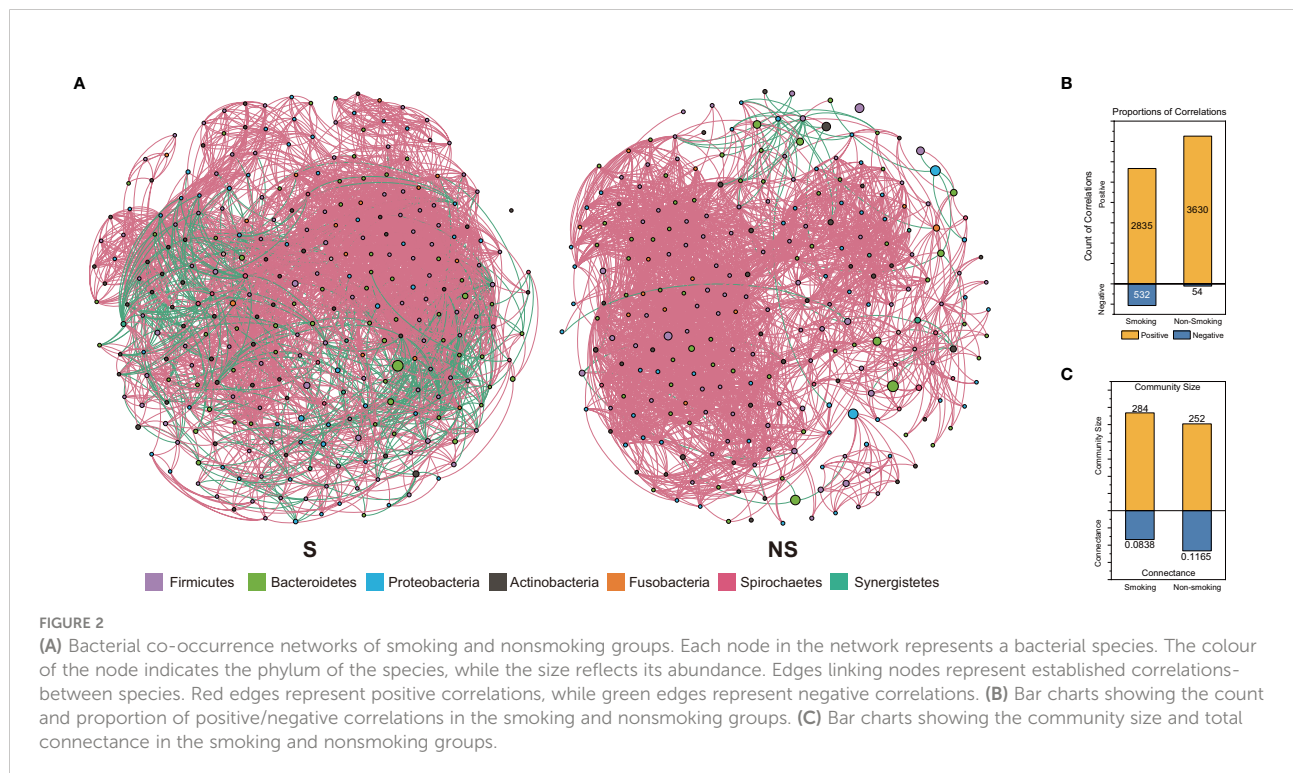 A
S
NS
Firmicutes Bacteroidetes Proteobacteria Actinobacteria Fusobacteria Spirochaetes Synergistetes
B
Proportions of Correlations
Count of Correlations
Positive
Negative
2835
3630
532
54
Smoking Non-Smoking
Positive Negative
C
Community Size
284
252
Community Size
Connectance
0.0838
0.1165
Connectance
Smoking Non-smoking
FIGURE 2
(A) Bacterial co-occurrence networks of smoking and nonsmoking groups. Each node in the network represents a bacterial species. The colour
of the node indicates the phylum of the species, while the size reflects its abundance. Edges linking nodes represent established correlations-
between species. Red edges represent positive correlations, while green edges represent negative correlations. (B) Bar charts showing the count
and proportion of positive/negative correlations in the smoking and nonsmoking groups. (C) Bar charts showing the community size and total
connectance in the smoking and nonsmoking groups.